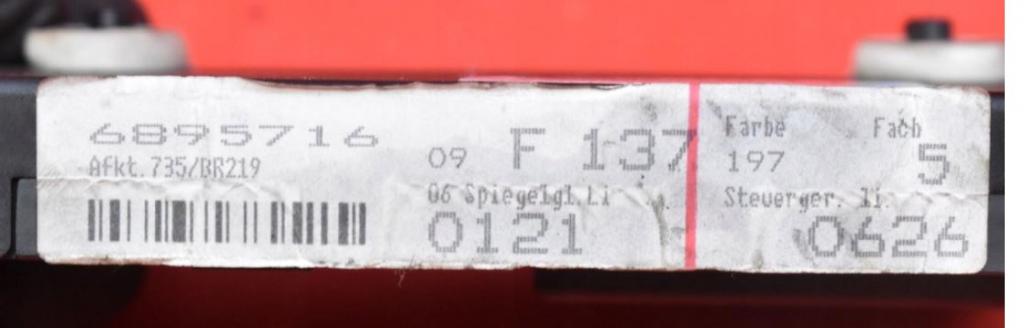 6895716
Afkt.735/BR219
09 F 137
06 Spiegelgl.Li
0121
Farbe Fach
197 5
Steuerger. li.
0626